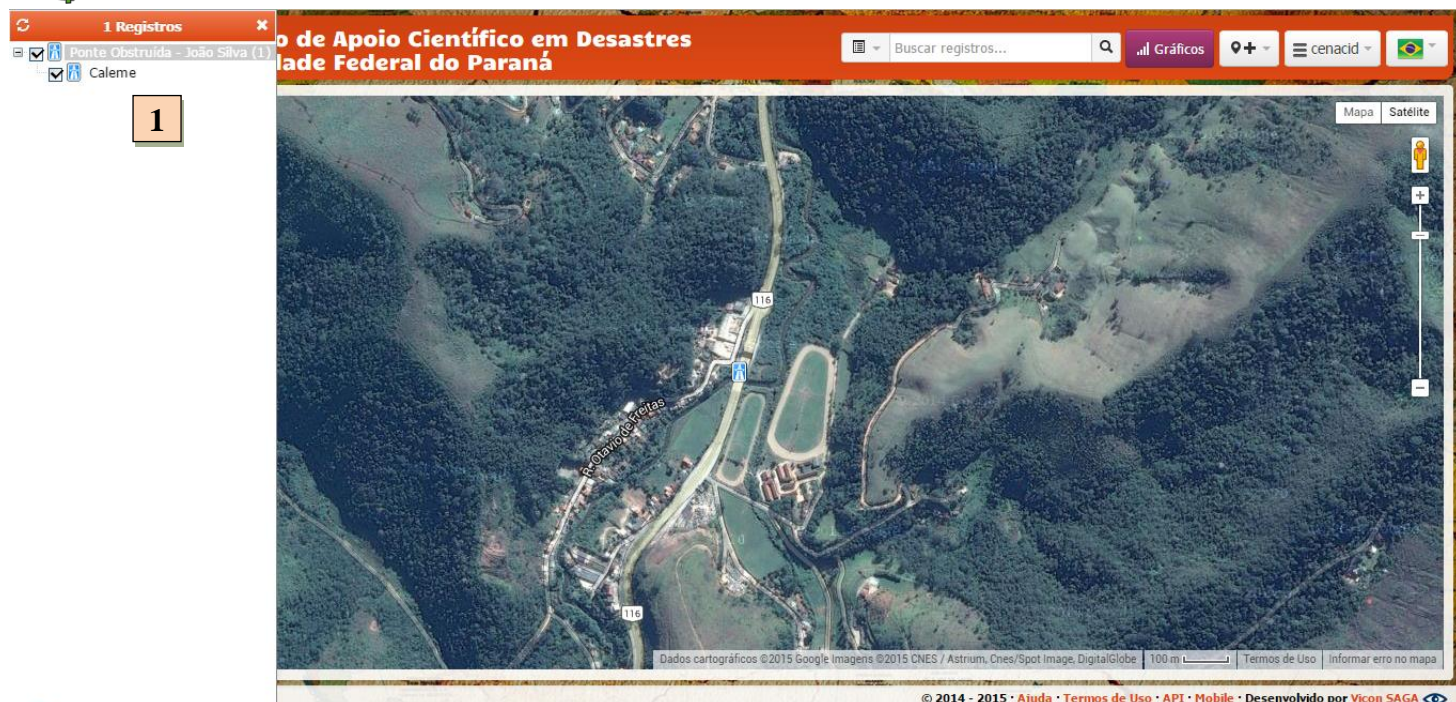 1 Registros
Ponte Obstruída - João Silva (1)
Caleme
1
o de Apoio Científico em Desastres
lade Federal do Paraná
Buscar registros...
Gráficos
cenacid
Mapa Satélite
116
R. Otavio de Freitas
116
Dados cartográficos ©2015 Google Imagens ©2015 CNES / Astrium, Cnes/Spot Image, DigitalGlobe 100 m Termos de Uso Informar erro no mapa
© 2014 - 2015 · Ajuda · Termos de Uso · API · Mobile · Desenvolvido por Vicon SAGA